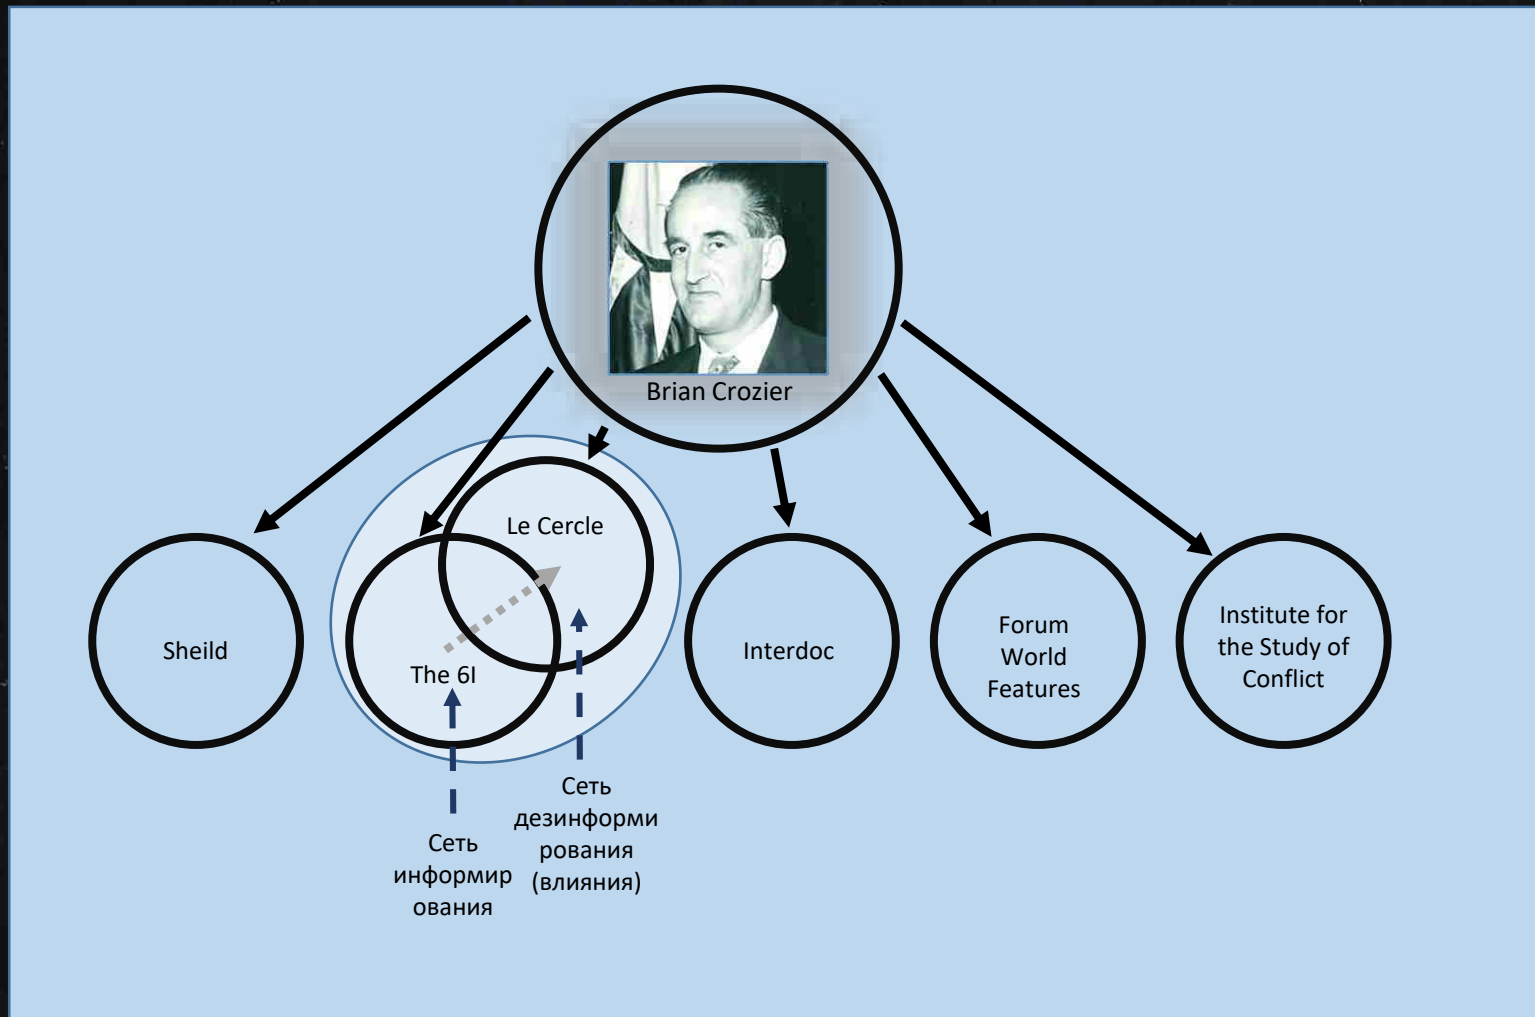 Brian Crozier
Le Cercle
Sheild
The 6I
Interdoc
Forum
World
Features
Institute for
the Study of
Conflict
Сеть
дезинформи
рования
(влияния)
Сеть
информир
ования